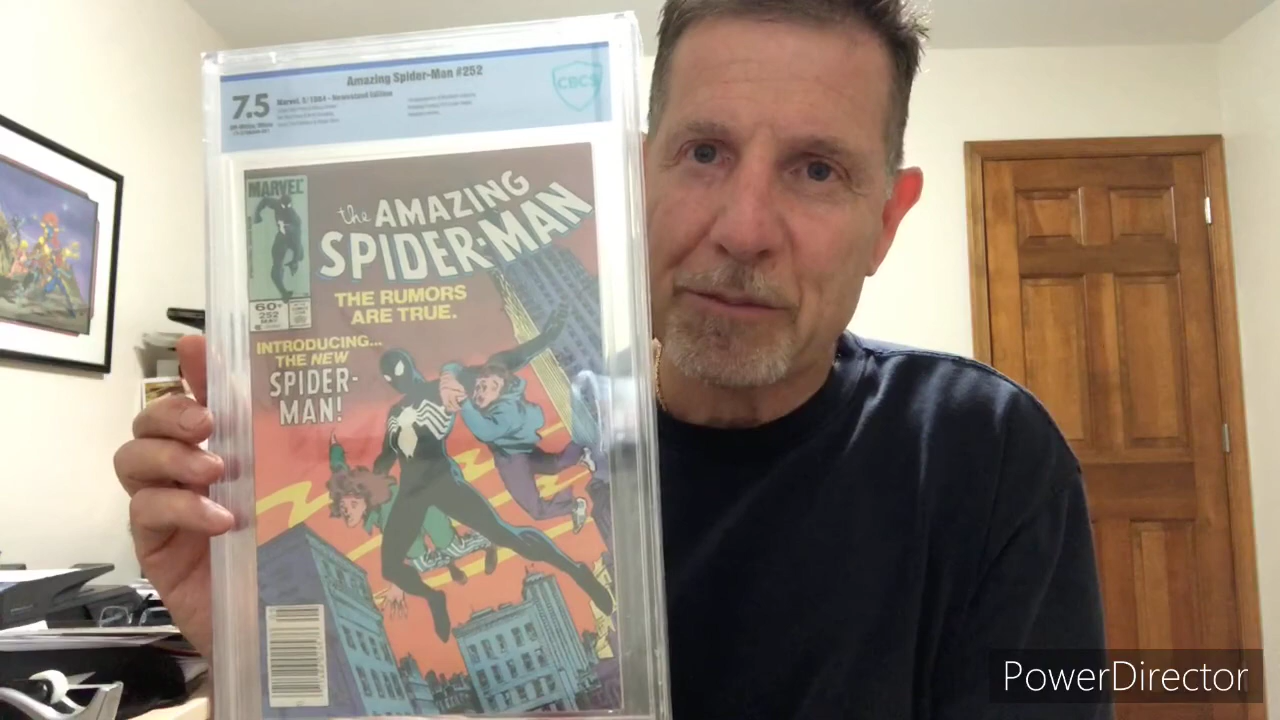 Amazing Spider-Man #252
CBCS
7.5
Marvel, 5/1984 - Newsstand Edition
MARVEL
the AMAZING
SPIDER-MAN
THE RUMORS
ARE TRUE.
60¢
252
MAY
INTRODUCING...
THE NEW
SPIDER-
MAN!
PowerDirector